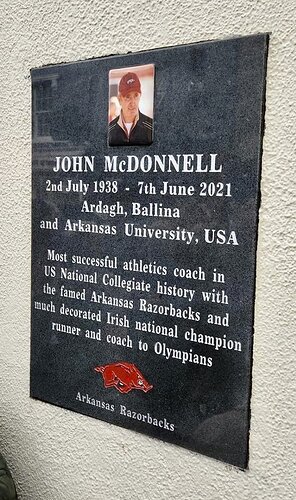 JOHN McDONNELL
2nd July 1938 - 7th June 2021
Ardagh, Ballina
and Arkansas University, USA
Most successful athletics coach in
US National Collegiate history with
the famed Arkansas Razorbacks and
much decorated Irish national champion
runner and coach to Olympians
Arkansas Razorbacks